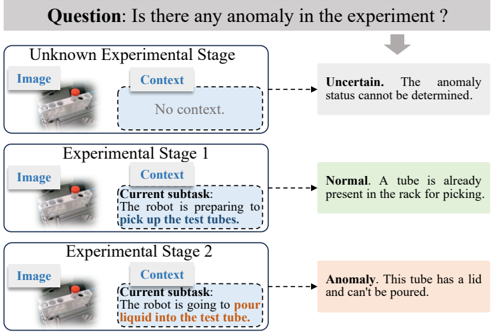 Question: Is there any anomaly in the experiment ?
Unknown Experimental Stage
Image
Context
No context.
Uncertain. The anomaly
status cannot be determined.
Experimental Stage 1
Image
Context
Current subtask:
The robot is preparing to
pick up the test tubes.
Normal. A tube is already
present in the rack for picking.
Experimental Stage 2
Image
Context
Current subtask:
The robot is going to pour
liquid into the test tube.
Anomaly. This tube has a lid
and can't be poured.